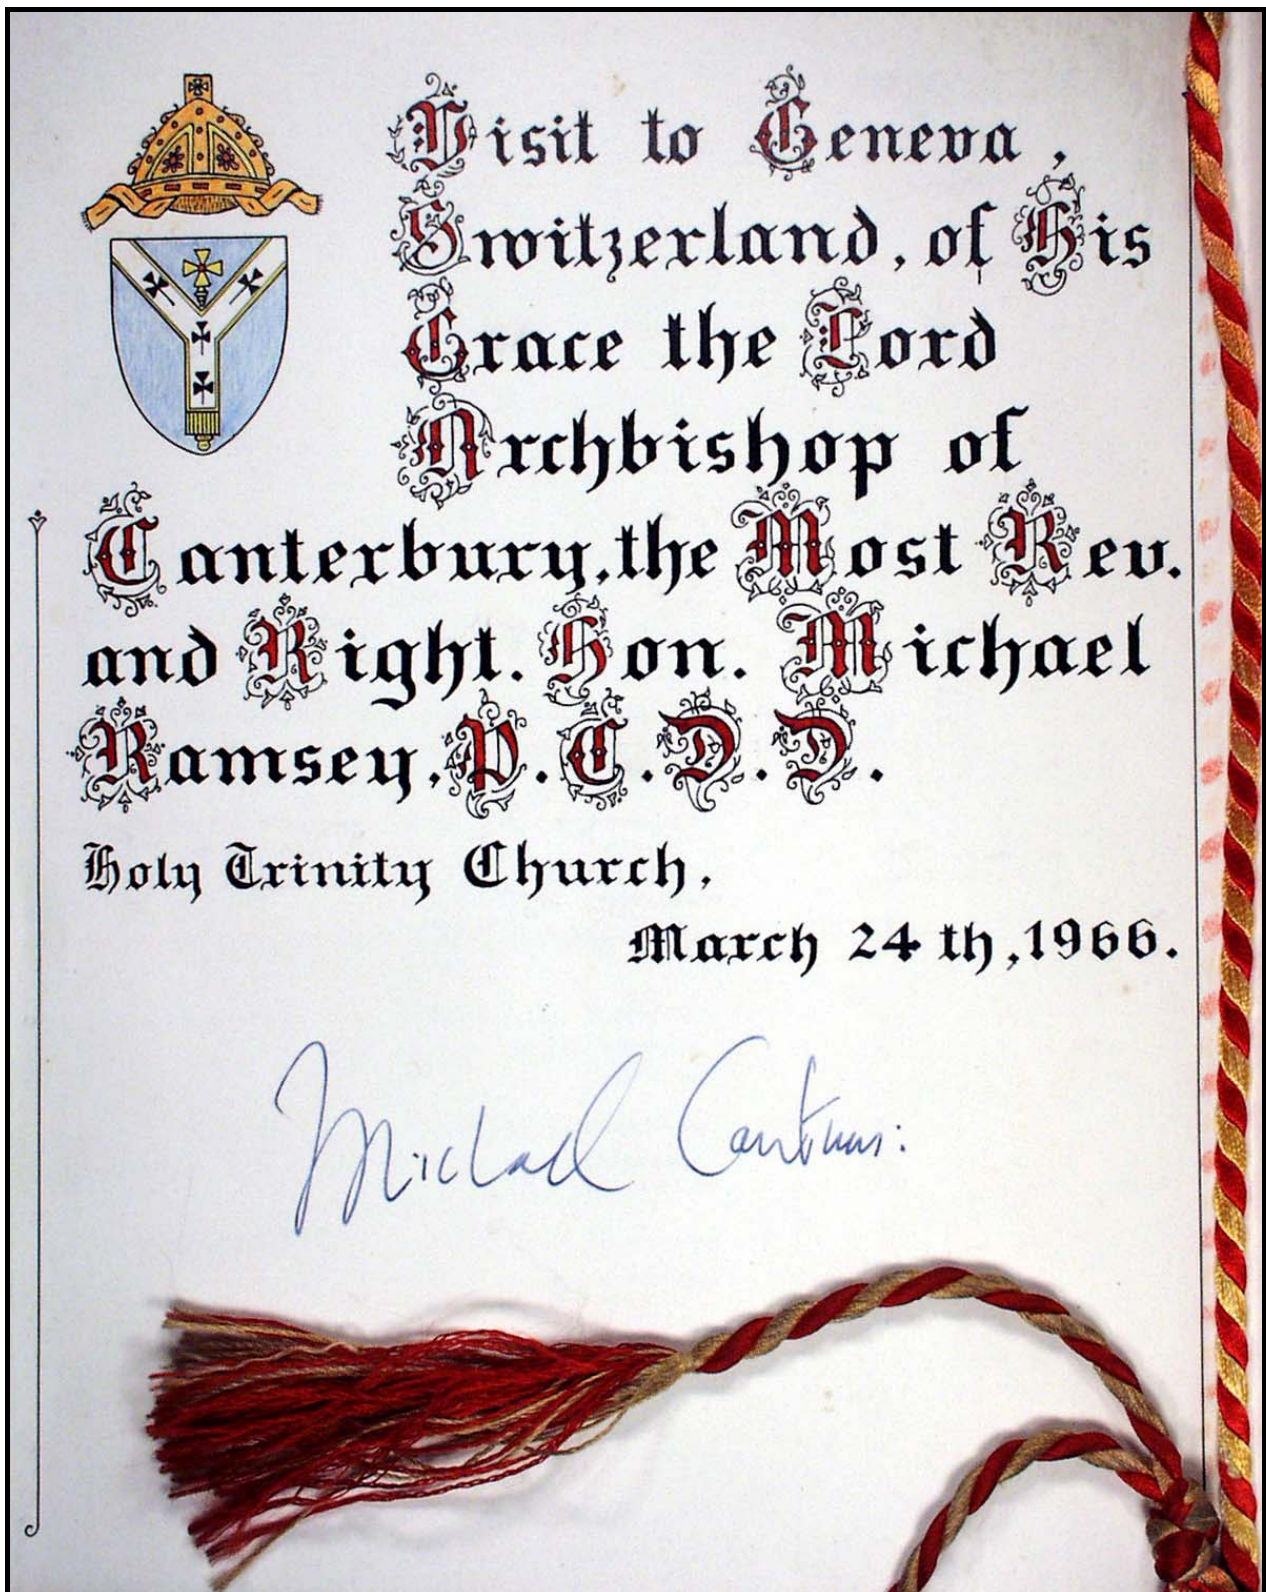 Visit to Geneva,
Switzerland, of His
Grace the Lord
Archbishop of
Canterbury, the Most Rev.
and Right. Hon. Michael
Ramsey, P.C.D.D.
Holy Trinity Church,
March 24th, 1966.
Michael Cantuar: